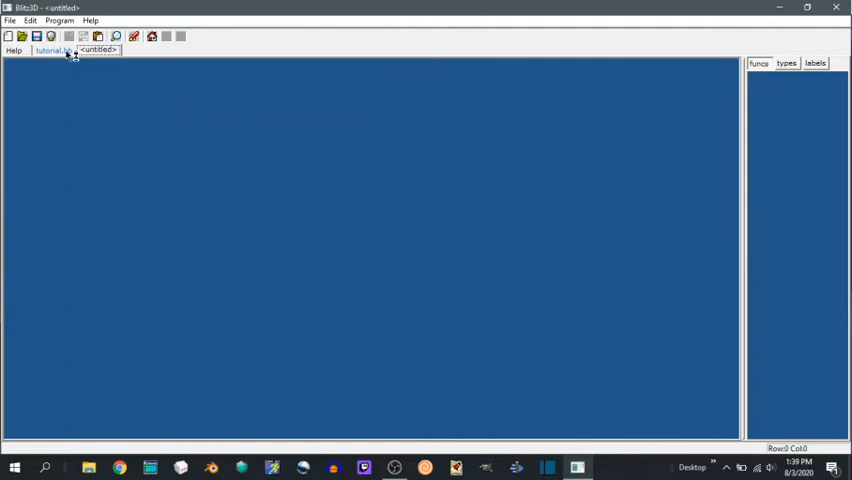 Blitz3D - <untitled>
File Edit Program Help
Help tutorial.bb <untitled>
funcs types labels
Row:0 Col:0
Desktop
1:39 PM
8/3/2020